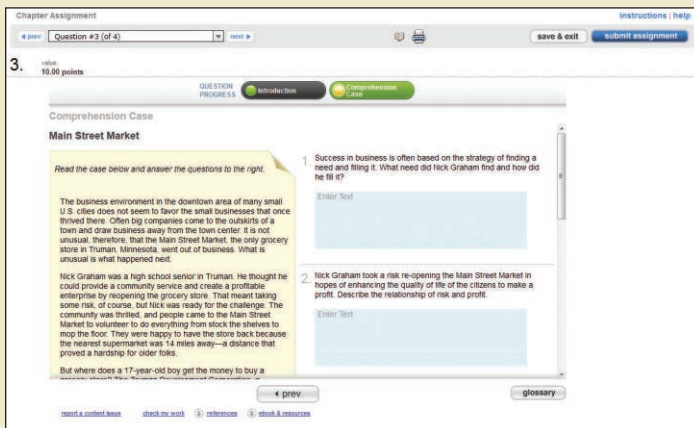 Chapter Assignment
instructions | help
prev
Question #3 (of 4)
next
save & exit
submit assignment
3.
value:
10.00 points
QUESTION
PROGRESS
Introduction
Comprehension
Case
Comprehension Case
Main Street Market
Read the case below and answer the questions to the right.
The business environment in the downtown area of many small
U.S. cities does not seem to favor the small businesses that once
thrived there. Often big companies come to the outskirts of a
town and draw business away from the town center. It is not
unusual, therefore, that the Main Street Market, the only grocery
store in Truman, Minnesota, went out of business. What is
unusual is what happened next.
Nick Graham was a high school senior in Truman. He thought he
could provide a community service and create a profitable
enterprise by reopening the grocery store. That meant taking
some risk, of course, but Nick was ready for the challenge. The
community was thrilled, and people came to the Main Street
Market to volunteer to do everything from stock the shelves to
mop the floor. They were happy to have the store back because
the nearest supermarket was 14 miles away—a distance that
proved a hardship for older folks.
But where does a 17-year-old boy get the money to buy a
grocery store? The Truman Development Corporation, a
1. Success in business is often based on the strategy of finding a
need and filling it. What need did Nick Graham find and how did
he fill it?
Enter Text
2. Nick Graham took a risk re-opening the Main Street Market in
hopes of enhancing the quality of life of the citizens to make a
profit. Describe the relationship of risk and profit.
Enter Text
prev
glossary
report a content issue
check my work
references
ebook & resources